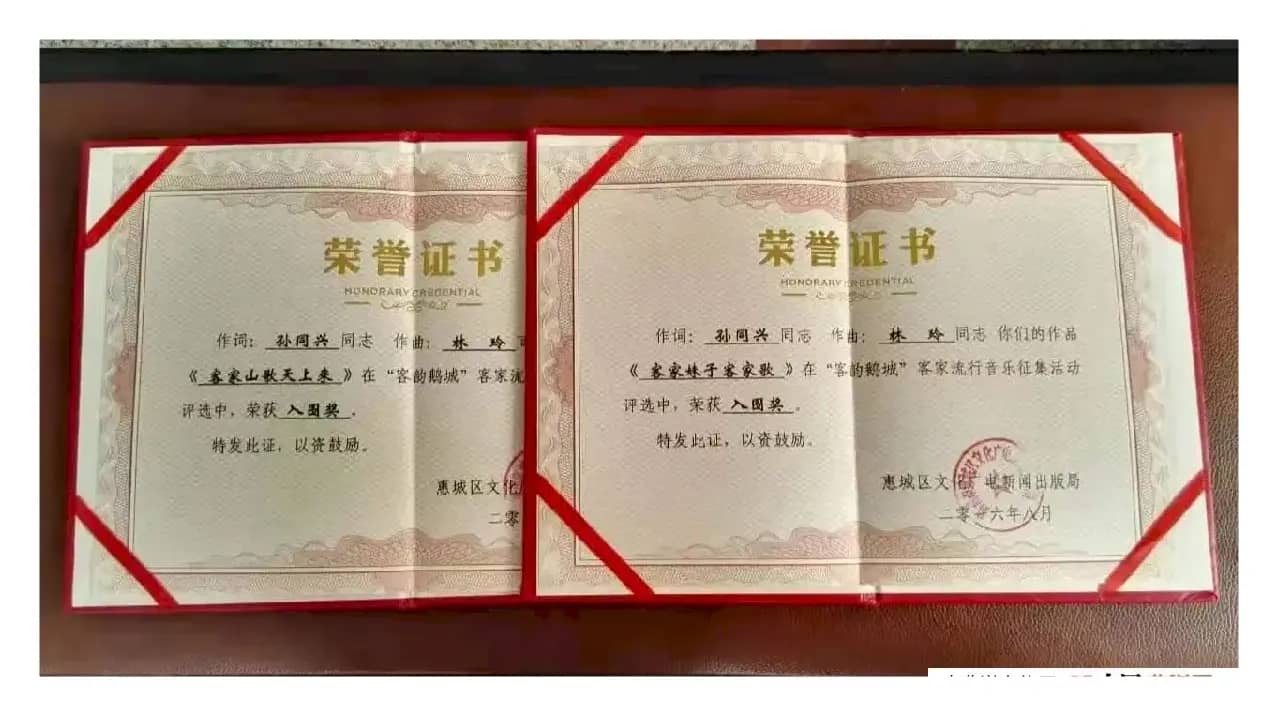 荣誉证书
HONORARY CREDENTIAL
作词：孙同兴同志 作曲：林 玲
《客家山歌天上来》在“客韵鹅城”客家流
评选中，荣获入围奖。
特发此证，以资鼓励。
惠城区文化
二零
荣誉证书
HONORARY CREDENTIAL
作词：孙同兴同志 作曲：林 玲同志 你们的作品
《客家妹子客家歌》在“客韵鹅城”客家流行音乐征集活动
评选中，荣获入围奖。
特发此证，以资鼓励。
惠城区文化广电新闻出版局
二零一六年八月